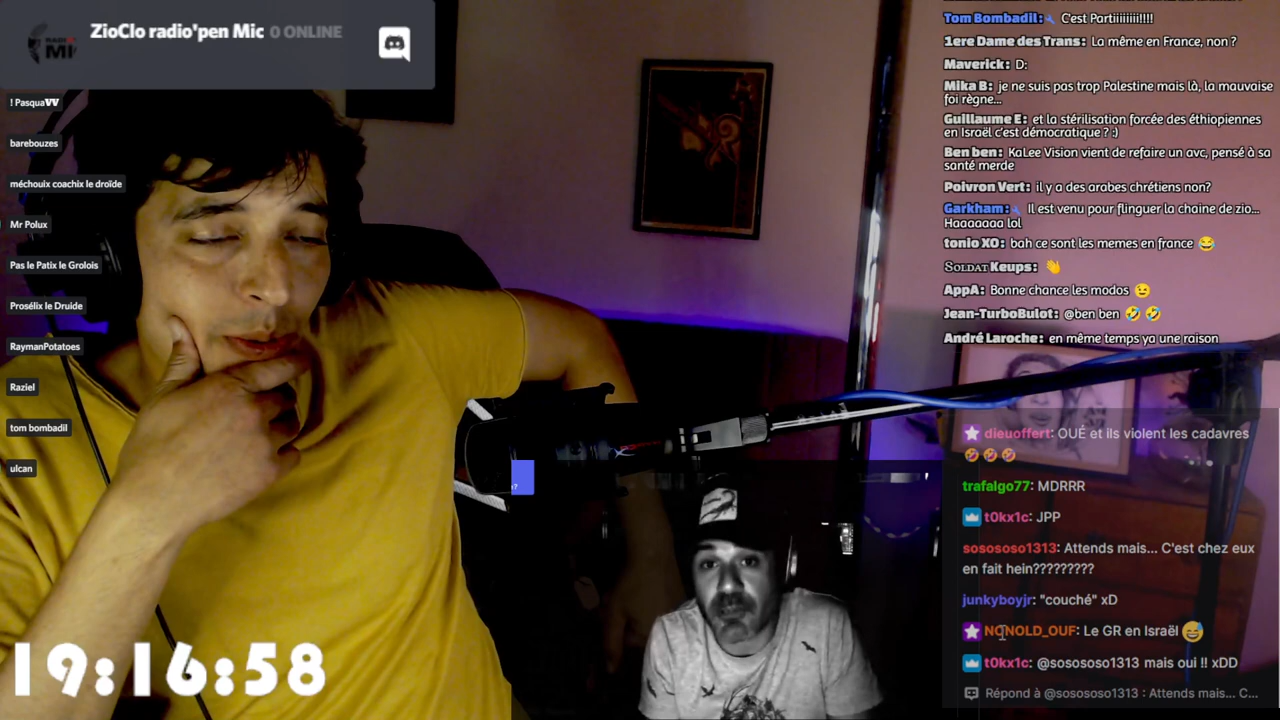 ZioClo radio'pen Mic 0 ONLINE
! PasquaVV
barebouzes
méchouix coachix le droïde
Mr Polux
Pas le Patix le Grolois
Prosélix le Druide
RaymanPotatoes
Raziel
tom bombadil
ulcan
19:16:58
Tom Bombadil: C'est Partiiiiiiii!!!!
1ere Dame des Trans: La même en France, non ?
Maverick: D:
Mika B: je ne suis pas trop Palestine mais là, la mauvaise
foi règne...
Guillaume E: et la stérilisation forcée des éthiopiennes
en Israël c'est démocratique ? :)
Ben ben: KaLee Vision vient de refaire un avc, pensé à sa
santé merde
Poivron Vert: il y a des arabes chrétiens non?
Garkham: Il est venu pour flinguer la chaine de zio...
Haaaaaaa lol
tonio XO: bah ce sont les memes en france 😂
Soldat Keups: 👋
AppA: Bonne chance les modos 😉
Jean-TurboBulot: @ben ben 🤣 🤣
André Laroche: en même temps ya une raison
dieuoffert: OUÉ et ils violent les cadavres
🤣 🤣 🤣
trafalgo77: MDRRR
t0kx1c: JPP
sosososo1313: Attends mais... C'est chez eux
en fait hein?????????
junkyboyjr: "couché" xD
NONOLD_OUF: Le GR en Israël 😅
t0kx1c: @sosososo1313 mais oui !! xDD
Répond à @sosososo1313 : Attends mais... C...